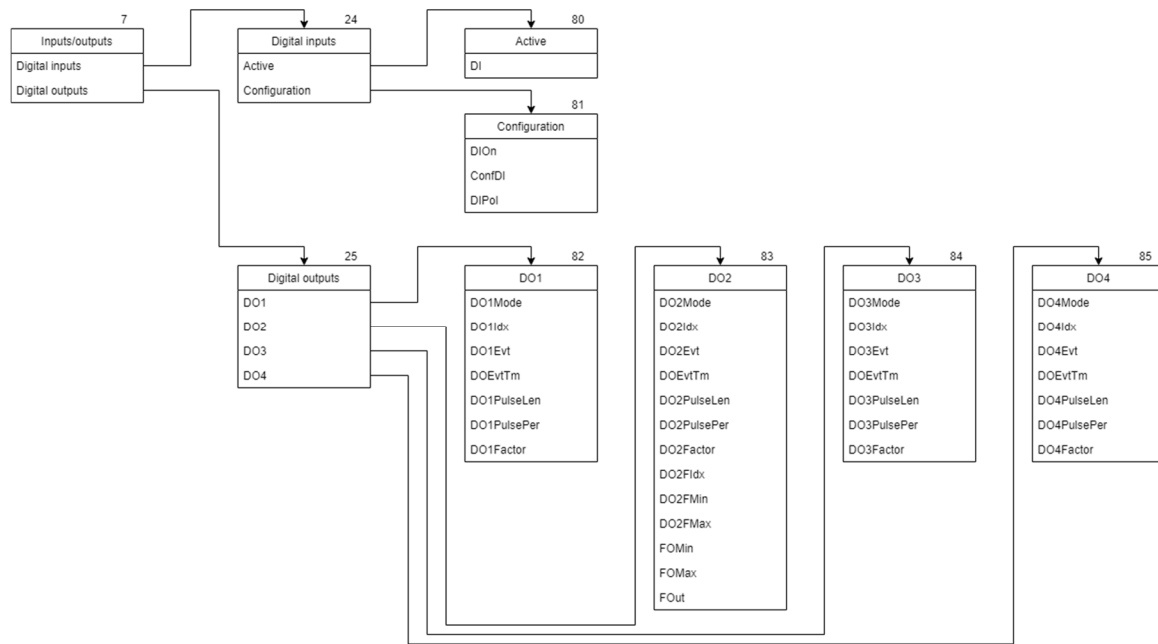 7
Inputs/outputs
Digital inputs
Digital outputs
24
Digital inputs
Active
Configuration
80
Active
DI
81
Configuration
DIOn
ConfDI
DIPol
25
Digital outputs
DO1
DO2
DO3
DO4
82
DO1
DO1Mode
DO1Idx
DO1Evt
DOEvtTm
DO1PulseLen
DO1PulsePer
DO1Factor
83
DO2
DO2Mode
DO2Idx
DO2Evt
DOEvtTm
DO2PulseLen
DO2PulsePer
DO2Factor
DO2FIdx
DO2FMin
DO2FMax
FOMin
FOMax
FOut
84
DO3
DO3Mode
DO3Idx
DO3Evt
DOEvtTm
DO3PulseLen
DO3PulsePer
DO3Factor
85
DO4
DO4Mode
DO4Idx
DO4Evt
DOEvtTm
DO4PulseLen
DO4PulsePer
DO4Factor